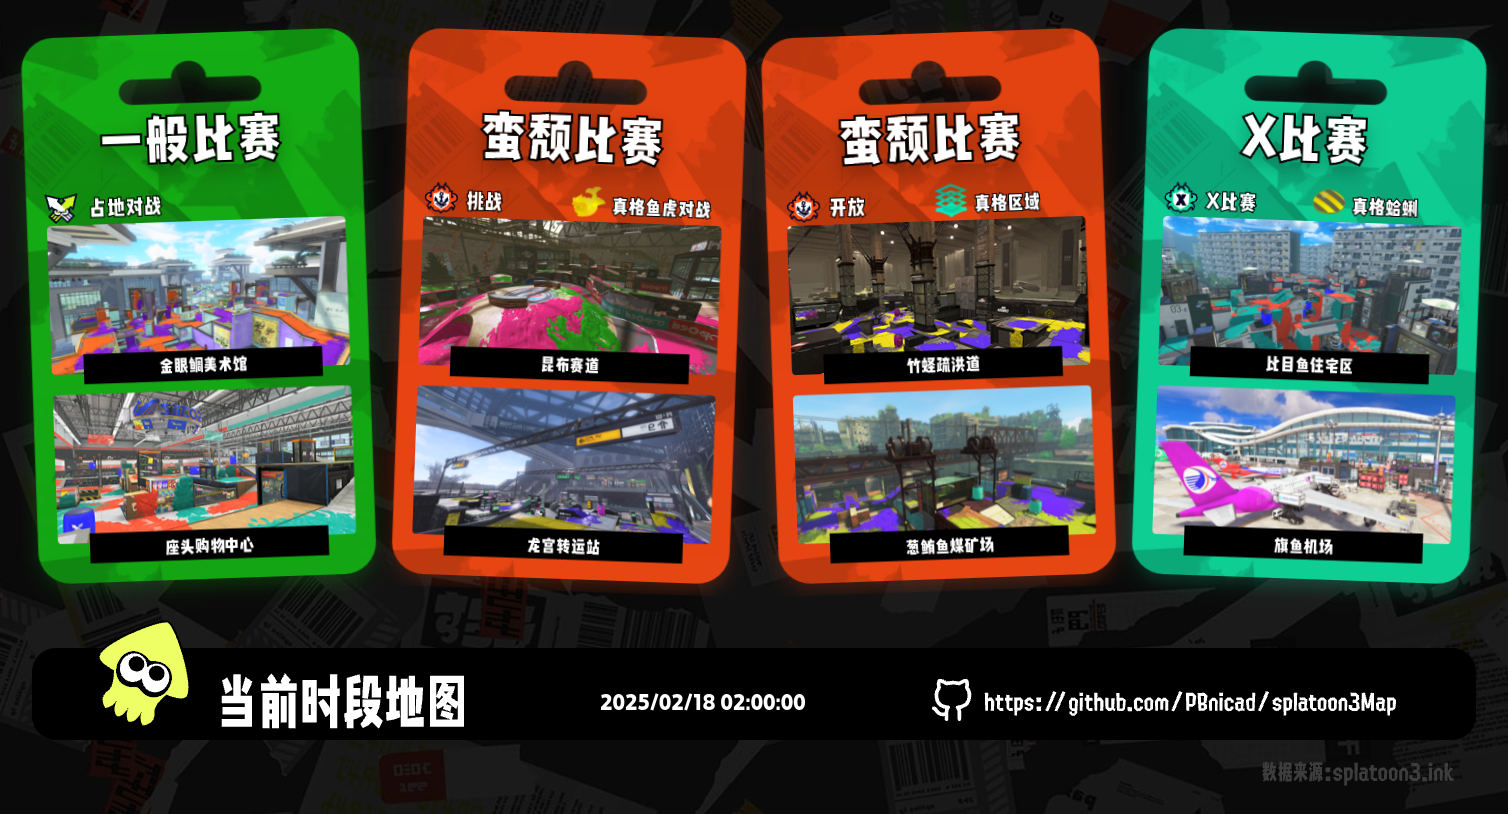 一般比赛
占地对战
金眼鲷美术馆
座头购物中心
蛮颓比赛
挑战
真格鱼虎对战
昆布赛道
龙宫转运站
蛮颓比赛
开放
真格区域
竹蛏疏洪道
葱鲔鱼煤矿场
X比赛
X比赛
真格蛤蜊
比目鱼住宅区
旗鱼机场
当前时段地图
2025/02/18 02:00:00
https://github.com/PBnicad/splatoon3Map
数据来源:splatoon3.ink